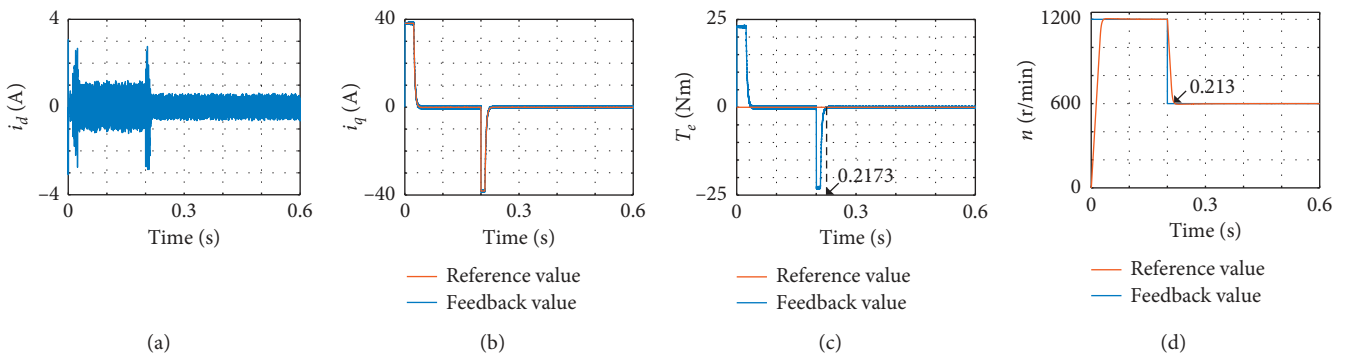 4
0
−4
i_d (A)
0
0.3
0.6
Time (s)
(a)
40
0
−40
i_q (A)
0
0.3
0.6
Time (s)
Reference value
Feedback value
(b)
25
0
−25
T_e (Nm)
0.2173
0
0.3
0.6
Time (s)
Reference value
Feedback value
(c)
1200
600
0
n (r/min)
0.213
0
0.3
0.6
Time (s)
Reference value
Feedback value
(d)